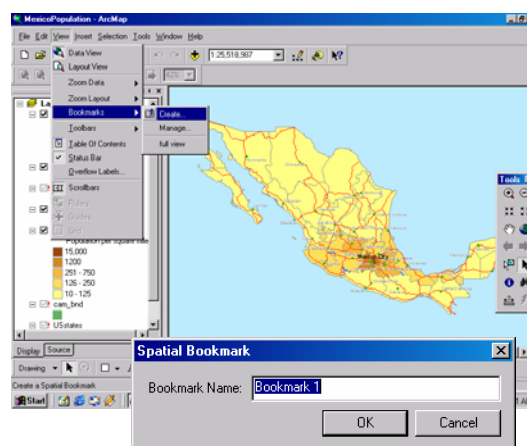 MexicoPopulation - ArcMap
File Edit View Insert Selection Tools Window Help
1:25,518,987
Data View
Layout View
Zoom Data
Zoom Layout
Bookmarks
Toolbars
Table Of Contents
Status Bar
Overflow Labels...
Scrollbars
Rulers
Guides
Grid
Create...
Manage...
full view
La
Population per square mile
15,000
1200
251 - 750
126 - 250
10 - 125
cam_bnd
USstates
Mexico City
Tools
Display Source
Drawing
Create a Spatial Bookmark
Start
Spatial Bookmark
Bookmark Name: Bookmark 1
OK Cancel